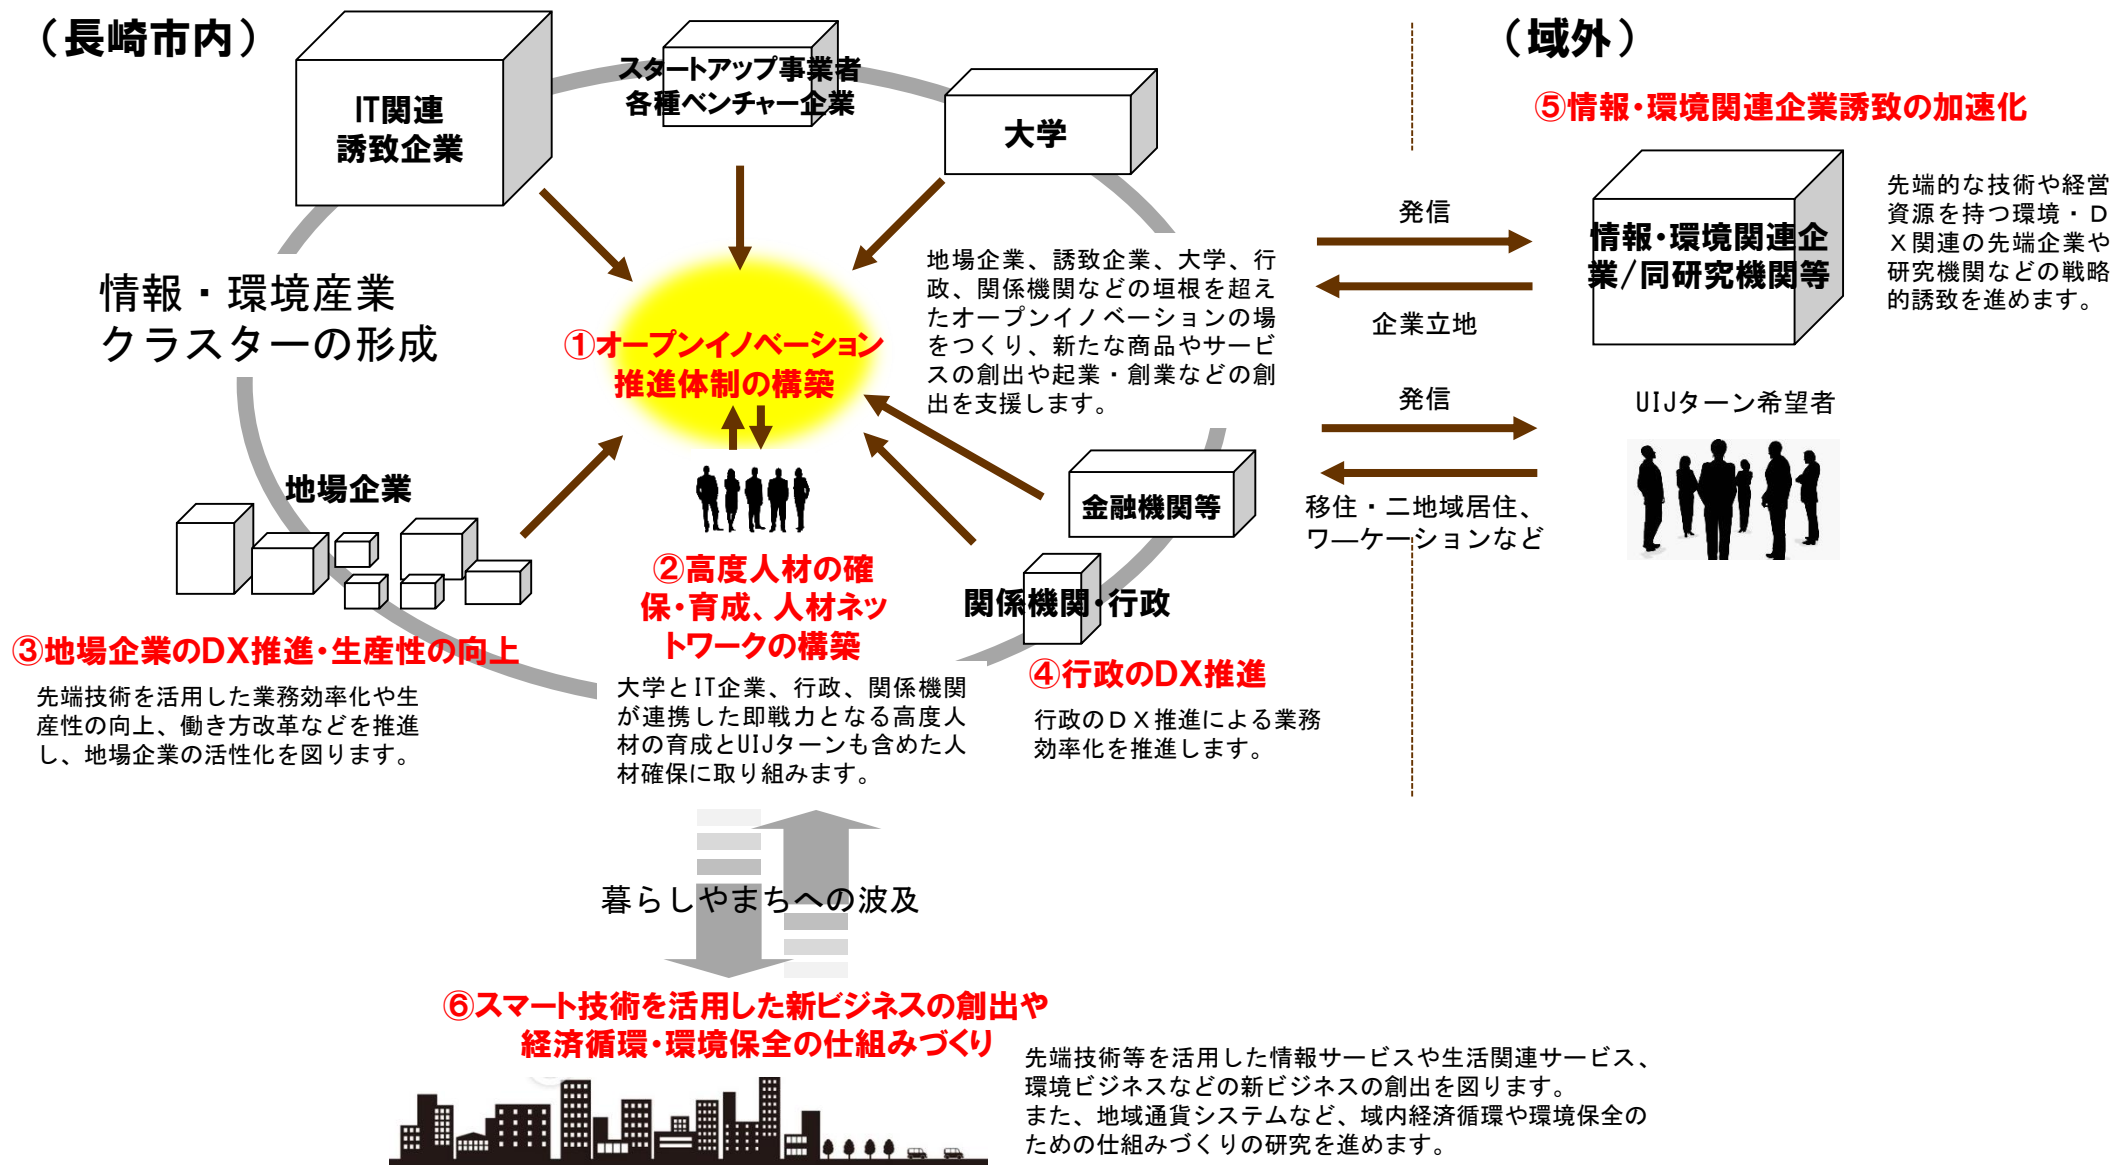 （長崎市内）
（域外）
IT関連
誘致企業
スタートアップ事業者
各種ベンチャー企業
大学
⑤情報・環境関連企業誘致の加速化
先端的な技術や経営
資源を持つ環境・Ｄ
Ｘ関連の先端企業や
研究機関などの戦略
的誘致を進めます。
発信
情報・環境関連企
業/同研究機関等
企業立地
情報・環境産業
クラスターの形成
地場企業、誘致企業、大学、行
政、関係機関などの垣根を超え
たオープンイノベーションの場
をつくり、新たな商品やサービ
スの創出や起業・創業などの創
出を支援します。
①オープンイノベーション
推進体制の構築
発信
UIJターン希望者
移住・二地域居住、
ワ―ケーションなど
地場企業
金融機関等
②高度人材の確
保・育成、人材ネッ
トワークの構築
関係機関・行政
③地場企業のDX推進・生産性の向上
先端技術を活用した業務効率化や生
産性の向上、働き方改革などを推進
し、地場企業の活性化を図ります。
大学とIT企業、行政、関係機関
が連携した即戦力となる高度人
材の育成とUIJターンも含めた人
材確保に取り組みます。
④行政のDX推進
行政のＤＸ推進による業務
効率化を推進します。
暮らしやまちへの波及
⑥スマート技術を活用した新ビジネスの創出や
経済循環・環境保全の仕組みづくり
先端技術等を活用した情報サービスや生活関連サービス、
環境ビジネスなどの新ビジネスの創出を図ります。
また、地域通貨システムなど、域内経済循環や環境保全の
ための仕組みづくりの研究を進めます。